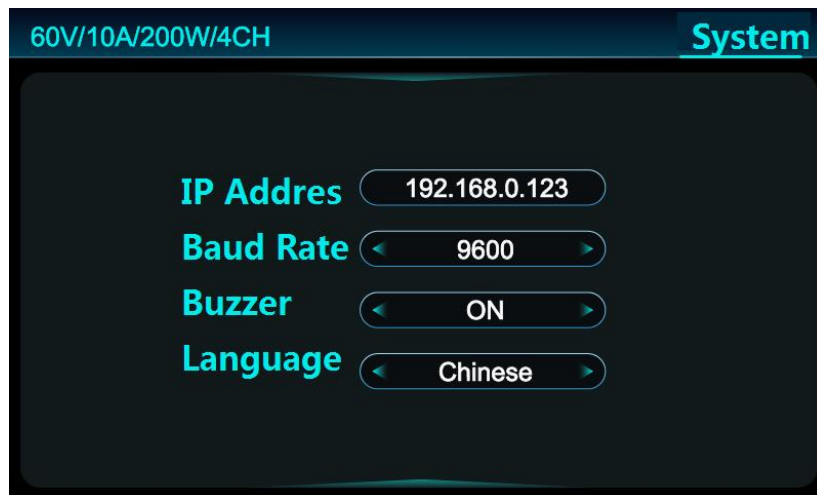 60V/10A/200W/4CH System
IP Addres 192.168.0.123
Baud Rate 9600
Buzzer ON
Language Chinese